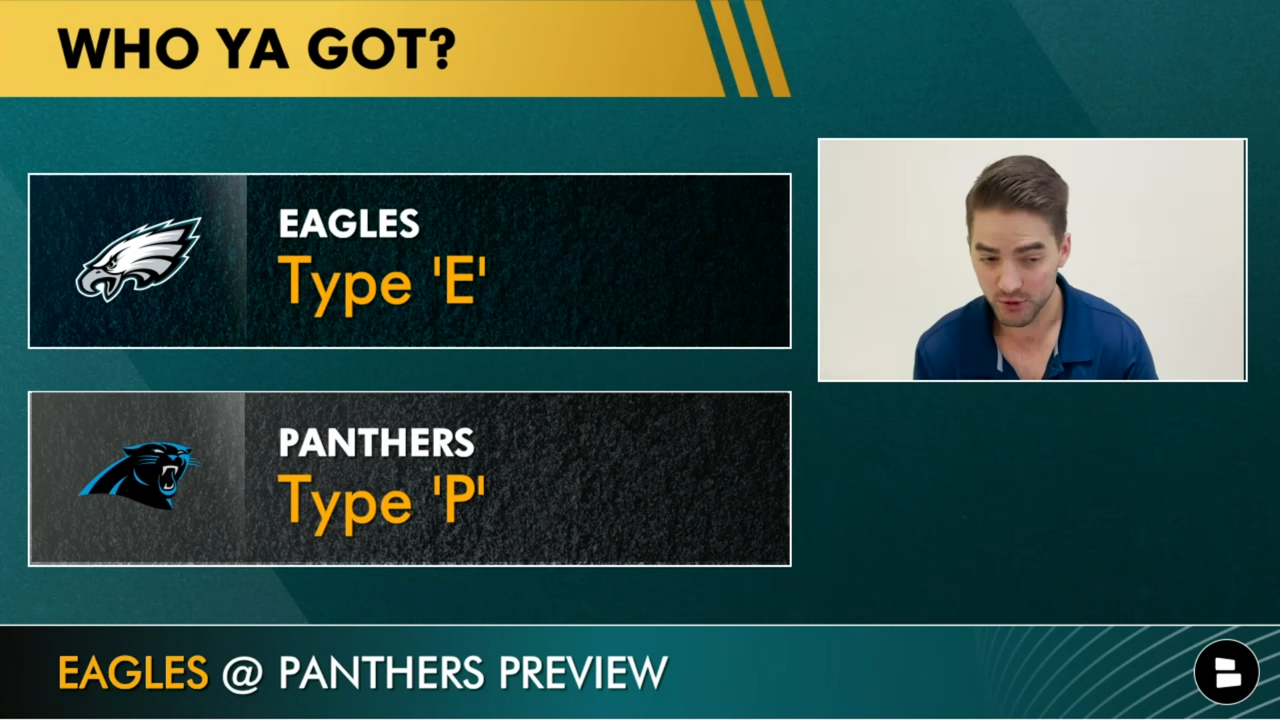 WHO YA GOT?
EAGLES
Type 'E'
PANTHERS
Type 'P'
EAGLES @ PANTHERS PREVIEW